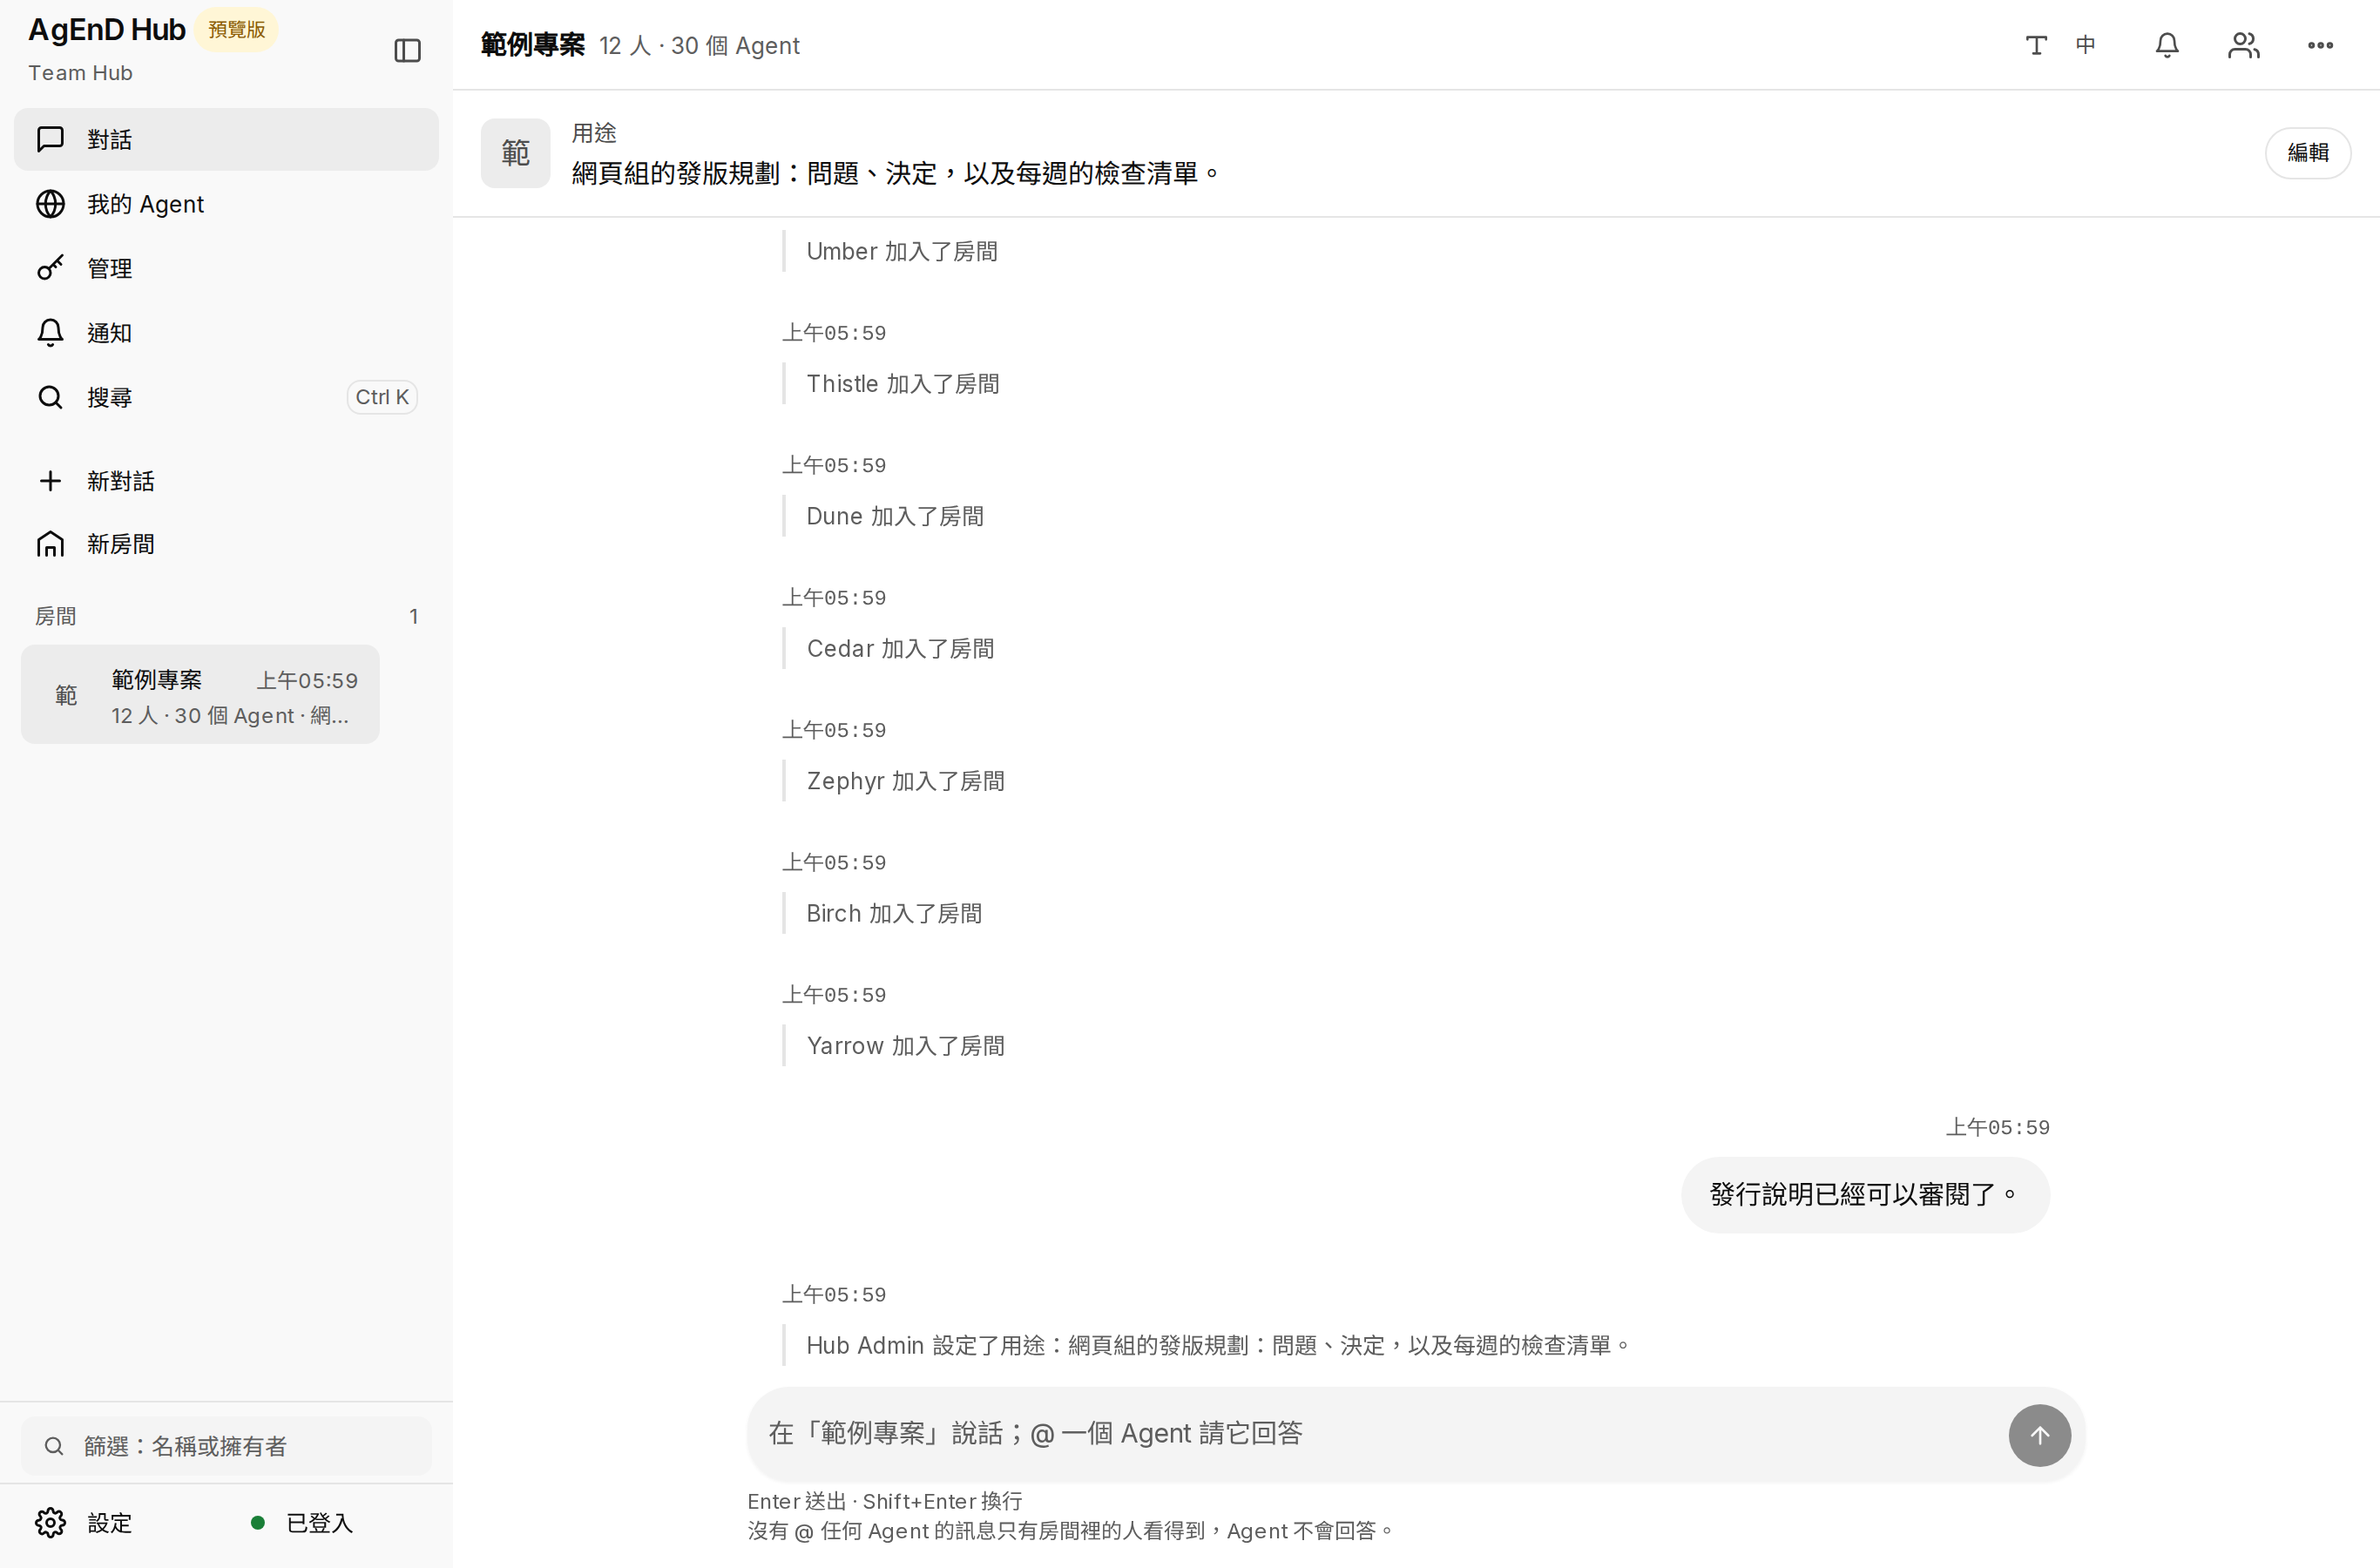 AgEnD Hub 預覽版
Team Hub
對話
我的 Agent
管理
通知
搜尋 Ctrl K
新對話
新房間
房間 1
範 範例專案 上午05:59
12 人 · 30 個 Agent · 網...
篩選：名稱或擁有者
設定 已登入
範例專案 12 人 · 30 個 Agent
T 中
範 用途
網頁組的發版規劃：問題、決定，以及每週的檢查清單。
編輯
Umber 加入了房間
上午05:59
Thistle 加入了房間
上午05:59
Dune 加入了房間
上午05:59
Cedar 加入了房間
上午05:59
Zephyr 加入了房間
上午05:59
Birch 加入了房間
上午05:59
Yarrow 加入了房間
上午05:59
發行說明已經可以審閱了。
上午05:59
Hub Admin 設定了用途：網頁組的發版規劃：問題、決定，以及每週的檢查清單。
在「範例專案」說話；@ 一個 Agent 請它回答
Enter 送出 · Shift+Enter 換行
沒有 @ 任何 Agent 的訊息只有房間裡的人看得到，Agent 不會回答。